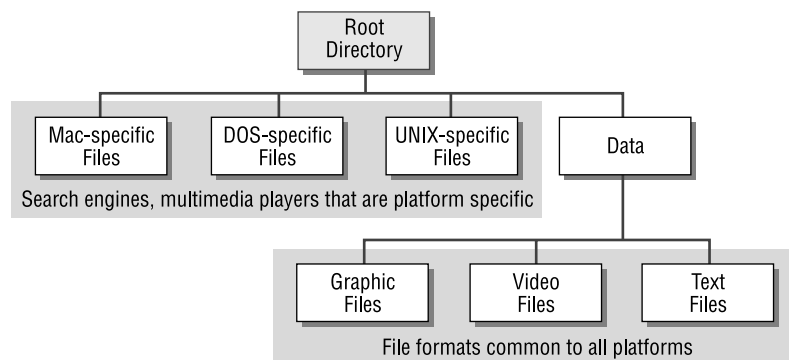 Root
Directory
Mac-specific
Files
DOS-specific
Files
UNIX-specific
Files
Data
Search engines, multimedia players that are platform specific
Graphic
Files
Video
Files
Text
Files
File formats common to all platforms